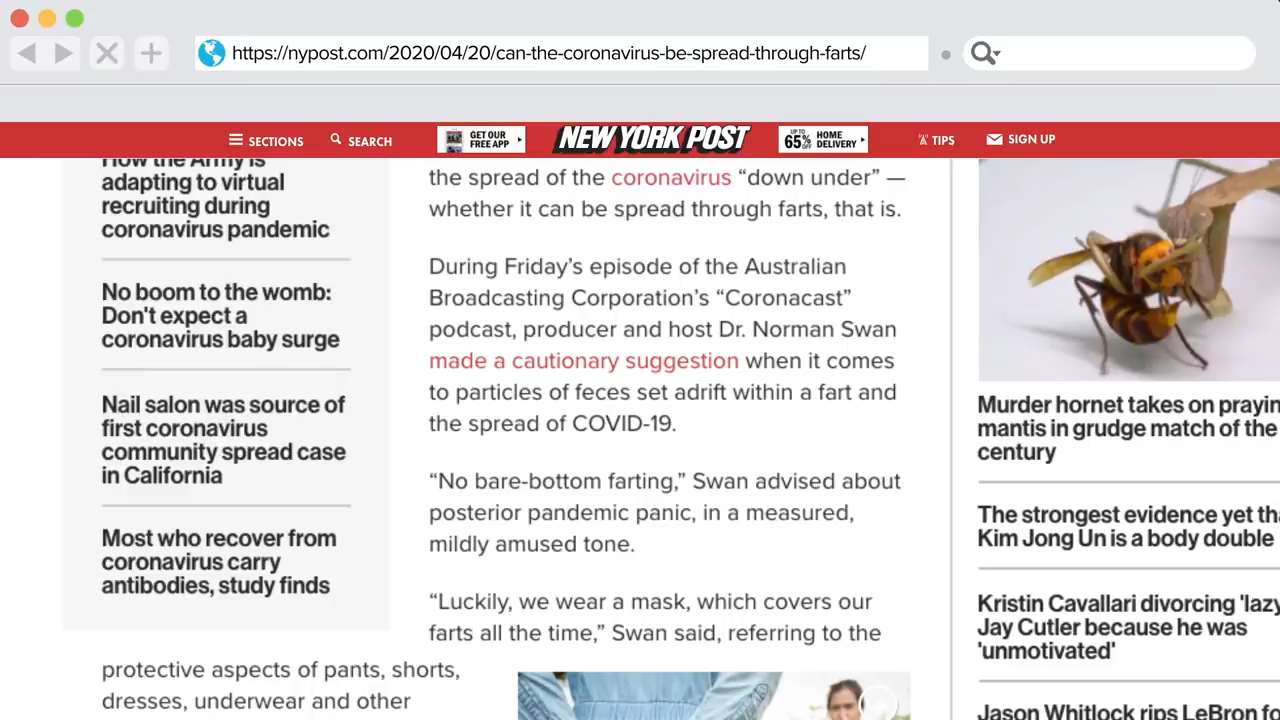 https://nypost.com/2020/04/20/can-the-coronavirus-be-spread-through-farts/
SECTIONS
SEARCH
GET OUR
FREE APP
NEW YORK POST
UP TO
65% OFF
HOME
DELIVERY
TIPS
SIGN UP
How the Army is
adapting to virtual
recruiting during
coronavirus pandemic
No boom to the womb:
Don't expect a
coronavirus baby surge
Nail salon was source of
first coronavirus
community spread case
in California
Most who recover from
coronavirus carry
antibodies, study finds
the spread of the coronavirus “down under” —
whether it can be spread through farts, that is.
During Friday’s episode of the Australian
Broadcasting Corporation’s “Coronacast”
podcast, producer and host Dr. Norman Swan
made a cautionary suggestion when it comes
to particles of feces set adrift within a fart and
the spread of COVID-19.
“No bare-bottom farting,” Swan advised about
posterior pandemic panic, in a measured,
mildly amused tone.
“Luckily, we wear a mask, which covers our
farts all the time,” Swan said, referring to the
protective aspects of pants, shorts,
dresses, underwear and other
Murder hornet takes on prayin
mantis in grudge match of the
century
The strongest evidence yet tha
Kim Jong Un is a body double
Kristin Cavallari divorcing 'lazy
Jay Cutler because he was
'unmotivated'
Jason Whitlock rips LeBron fo